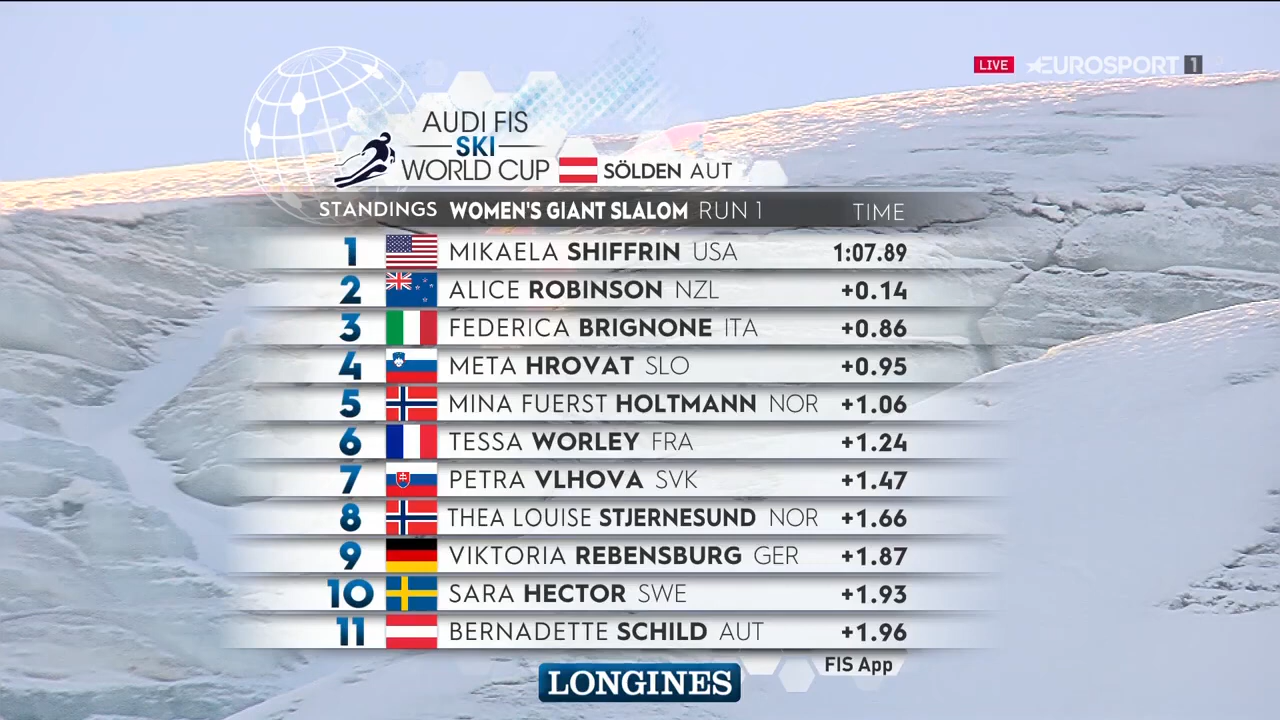 LIVE EUROSPORT 1
AUDI FIS
SKI
WORLD CUP
SÖLDEN AUT
STANDINGS WOMEN'S GIANT SLALOM RUN 1 TIME
1 MIKAELA SHIFFRIN USA 1:07.89
2 ALICE ROBINSON NZL +0.14
3 FEDERICA BRIGNONE ITA +0.86
4 META HROVAT SLO +0.95
5 MINA FUERST HOLTMANN NOR +1.06
6 TESSA WORLEY FRA +1.24
7 PETRA VLHOVA SVK +1.47
8 THEA LOUISE STJERNESUND NOR +1.66
9 VIKTORIA REBENSBURG GER +1.87
10 SARA HECTOR SWE +1.93
11 BERNADETTE SCHILD AUT +1.96
FIS App
LONGINES